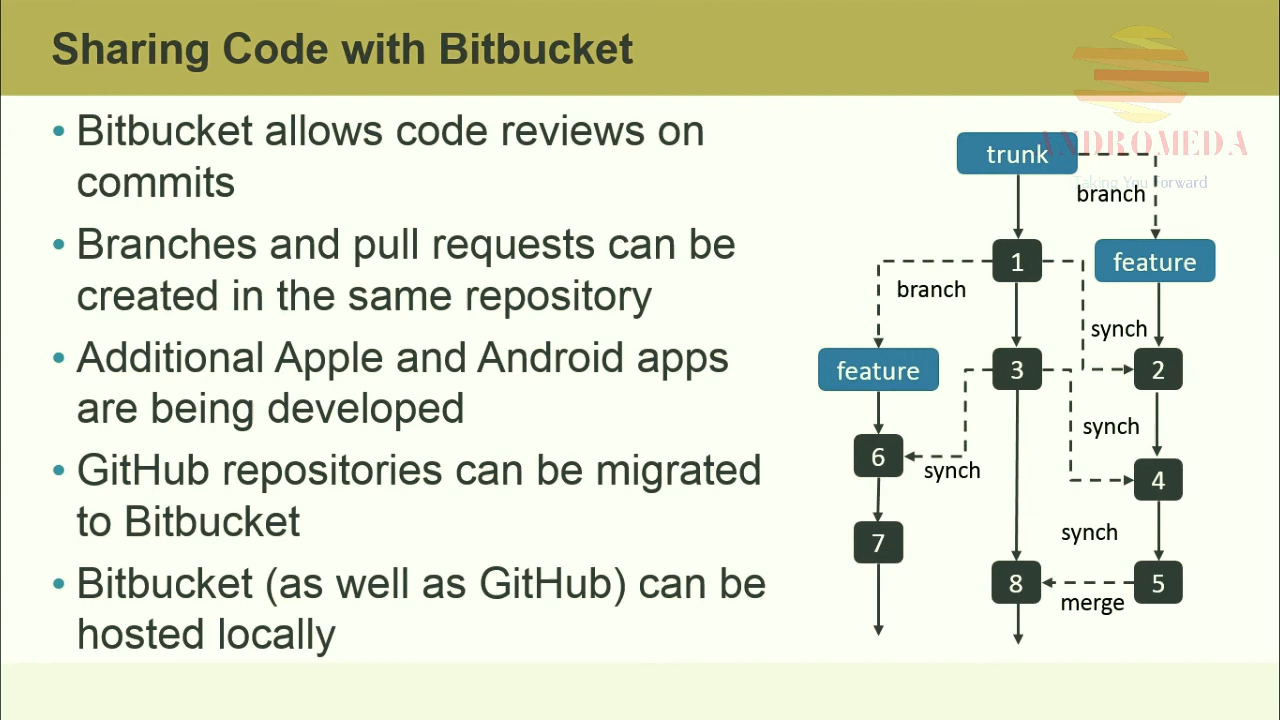 Sharing Code with Bitbucket
• Bitbucket allows code reviews on
commits
• Branches and pull requests can be
created in the same repository
• Additional Apple and Android apps
are being developed
• GitHub repositories can be migrated
to Bitbucket
• Bitbucket (as well as GitHub) can be
hosted locally
ANDROMEDA
Taking You Forward
trunk
branch
1
feature
branch
synch
feature
3
2
synch
6
synch
4
7
synch
8
5
merge